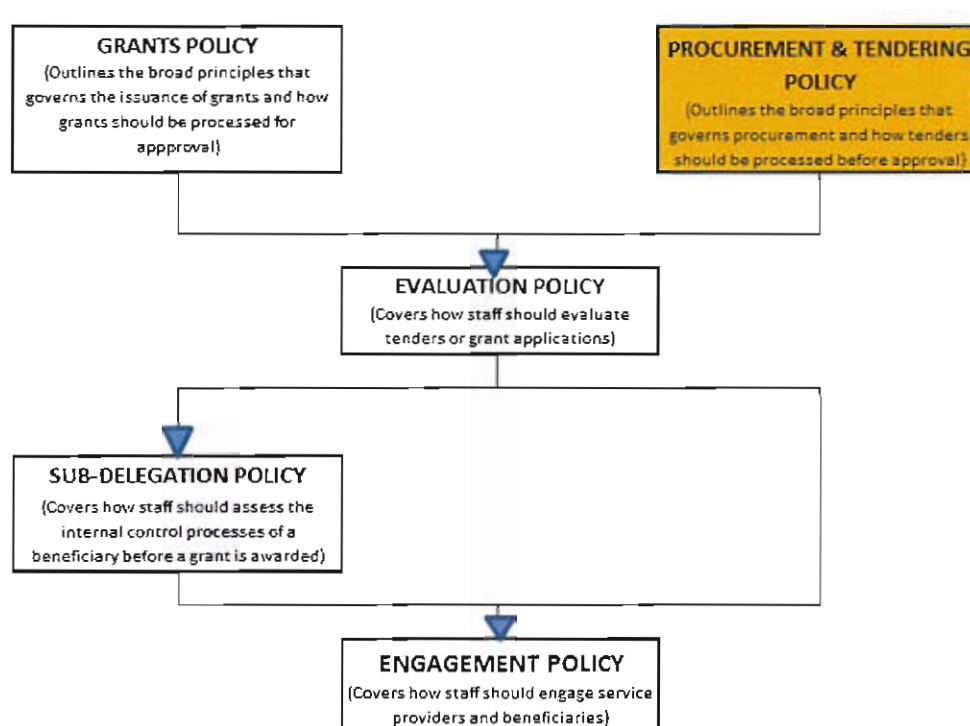 GRANTS POLICY
(Outlines the broad principles that
governs the issuance of grants and how
grants should be processed for
appproval)
PROCUREMENT & TENDERING
POLICY
(Outlines the broad principles that
governs procurement and how tenders
should be processed before approval)
EVALUATION POLICY
(Covers how staff should evaluate
tenders or grant applications)
SUB-DELEGATION POLICY
(Covers how staff should assess the
internal control processes of a
beneficiary before a grant is awarded)
ENGAGEMENT POLICY
(Covers how staff should engage service
providers and beneficiaries)